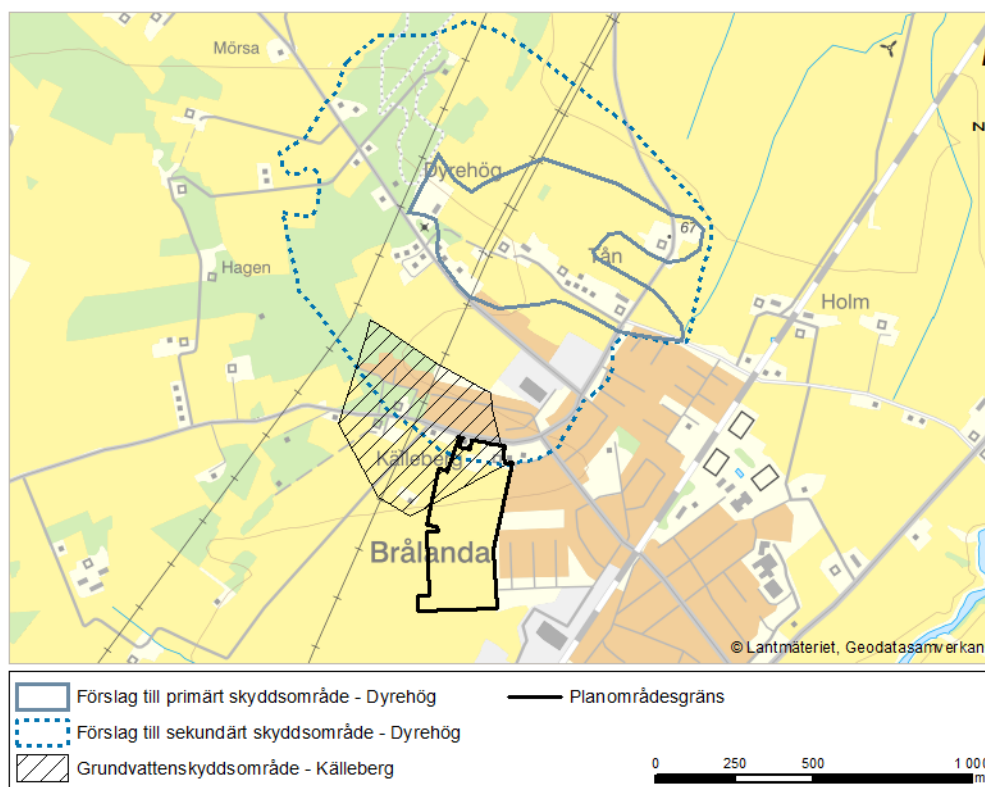 Mörsa
Dyrehög
67
Tån
Hagen
Holm
Källeberg
Brålanda
© Lantmäteriet, Geodatasamverkan
Förslag till primärt skyddsområde - Dyrehög
Planområdesgräns
Förslag till sekundärt skyddsområde - Dyrehög
Grundvattenskyddsområde - Källeberg
0 250 500 1 000
m